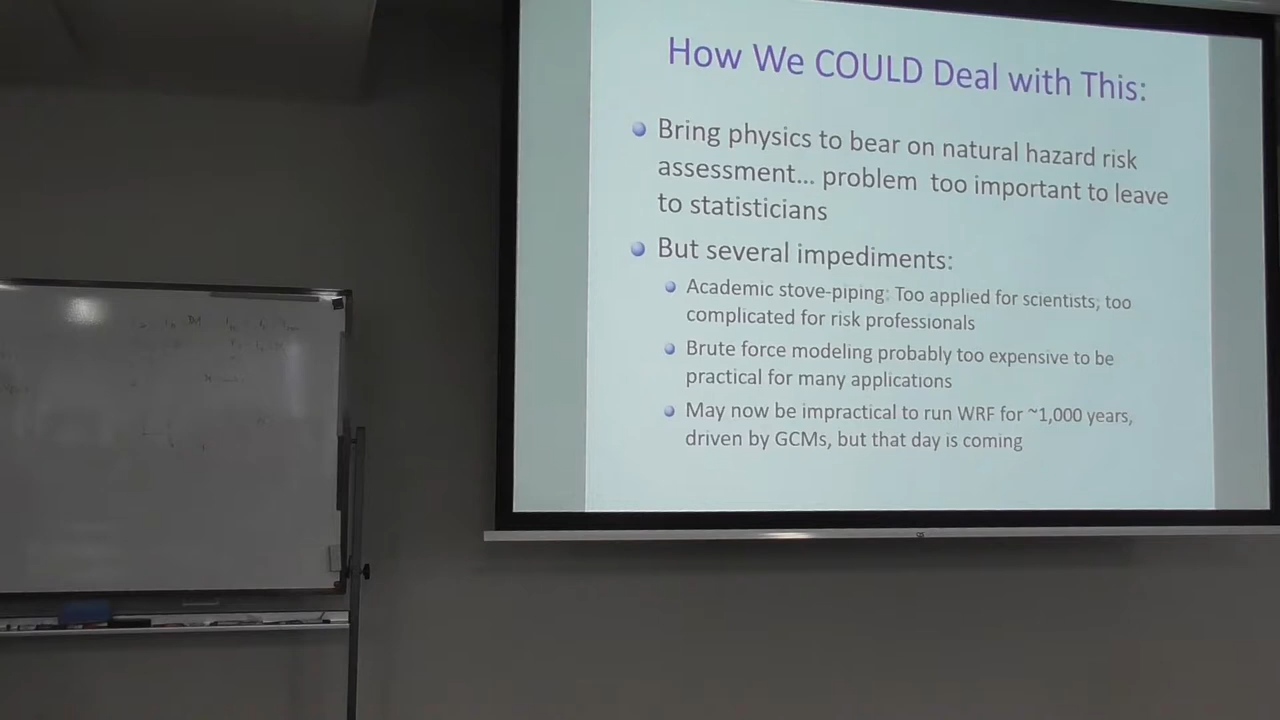 How We COULD Deal with This:
Bring physics to bear on natural hazard risk
assessment... problem too important to leave
to statisticians
But several impediments:
Academic stove-piping: Too applied for scientists; too
complicated for risk professionals
Brute force modeling probably too expensive to be
practical for many applications
May now be impractical to run WRF for ~1,000 years,
driven by GCMs, but that day is coming